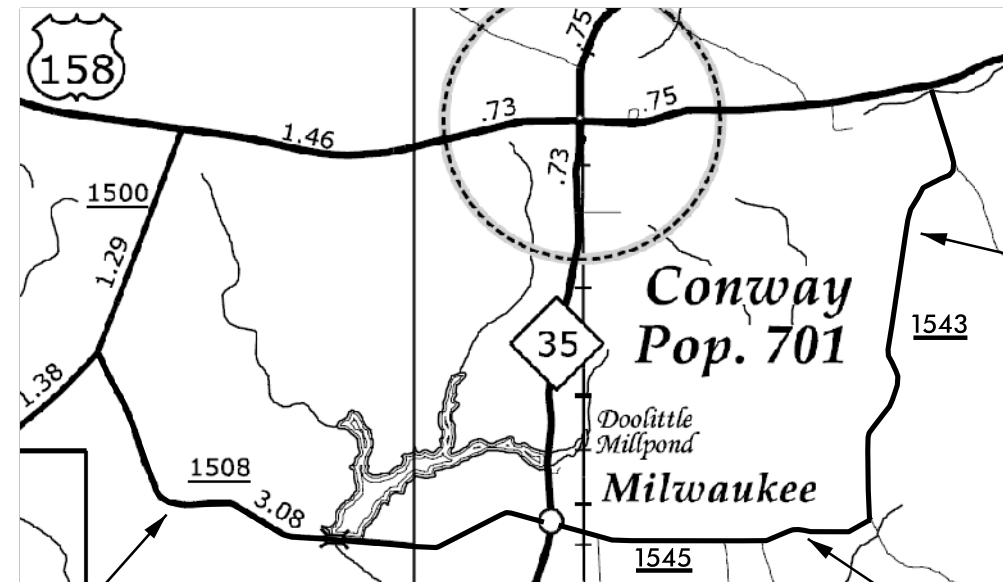 158
.75
.73
.75
1.46
.73
1500
1.29
Conway
Pop. 701
35
1543
1.38
Doolittle
Millpond
1508
Milwaukee
3.08
1545